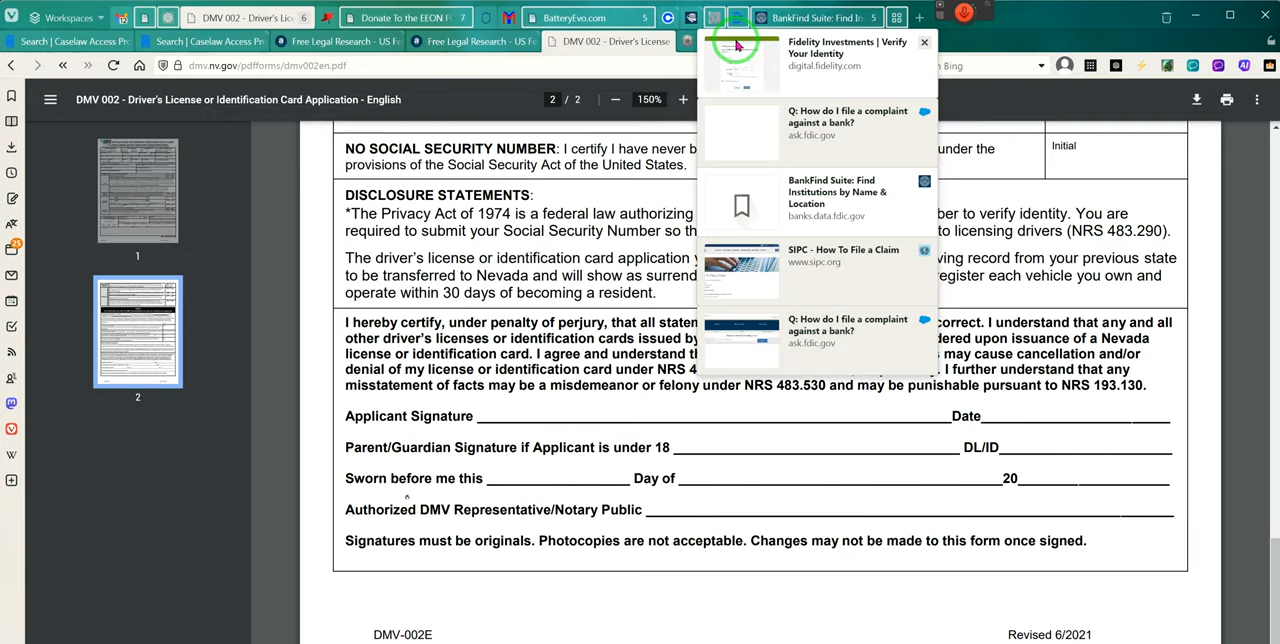 Workspaces
DMV 002 - Driver's Lic
6
Donate To the EEON F
7
BatteryEvo.com
5
BankFind Suite: Find In
5
Search | Caselaw Access Pro
Search | Caselaw Access Pro
Free Legal Research - US Fe
Free Legal Research - US Fe
DMV 002 - Driver's License
dmv.nv.gov/pdfforms/dmv002en.pdf
h Bing
DMV 002 - Driver's License or Identification Card Application - English
2 / 2
150%
25
1
2
NO SOCIAL SECURITY NUMBER: I certify I have never b
under the
Initial
provisions of the Social Security Act of the United States.
DISCLOSURE STATEMENTS:
*The Privacy Act of 1974 is a federal law authorizing
ber to verify identity. You are
required to submit your Social Security Number so th
to licensing drivers (NRS 483.290).
The driver's license or identification card application y
ving record from your previous state
to be transferred to Nevada and will show as surrend
register each vehicle you own and
operate within 30 days of becoming a resident.
I hereby certify, under penalty of perjury, that all statem
correct. I understand that any and all
other driver's licenses or identification cards issued by
dered upon issuance of a Nevada
license or identification card. I agree and understand th
may cause cancellation and/or
denial of my license or identification card under NRS 4
I further understand that any
misstatement of facts may be a misdemeanor or felony under NRS 483.530 and may be punishable pursuant to NRS 193.130.
Applicant Signature Date
Parent/Guardian Signature if Applicant is under 18 DL/ID
Sworn before me this Day of 20
Authorized DMV Representative/Notary Public
Signatures must be originals. Photocopies are not acceptable. Changes may not be made to this form once signed.
DMV-002E
Revised 6/2021
Fidelity Investments | Verify
Your Identity
digital.fidelity.com
Q: How do I file a complaint
against a bank?
ask.fdic.gov
BankFind Suite: Find
Institutions by Name &
Location
banks.data.fdic.gov
SIPC - How To File a Claim
www.sipc.org
Q: How do I file a complaint
against a bank?
ask.fdic.gov